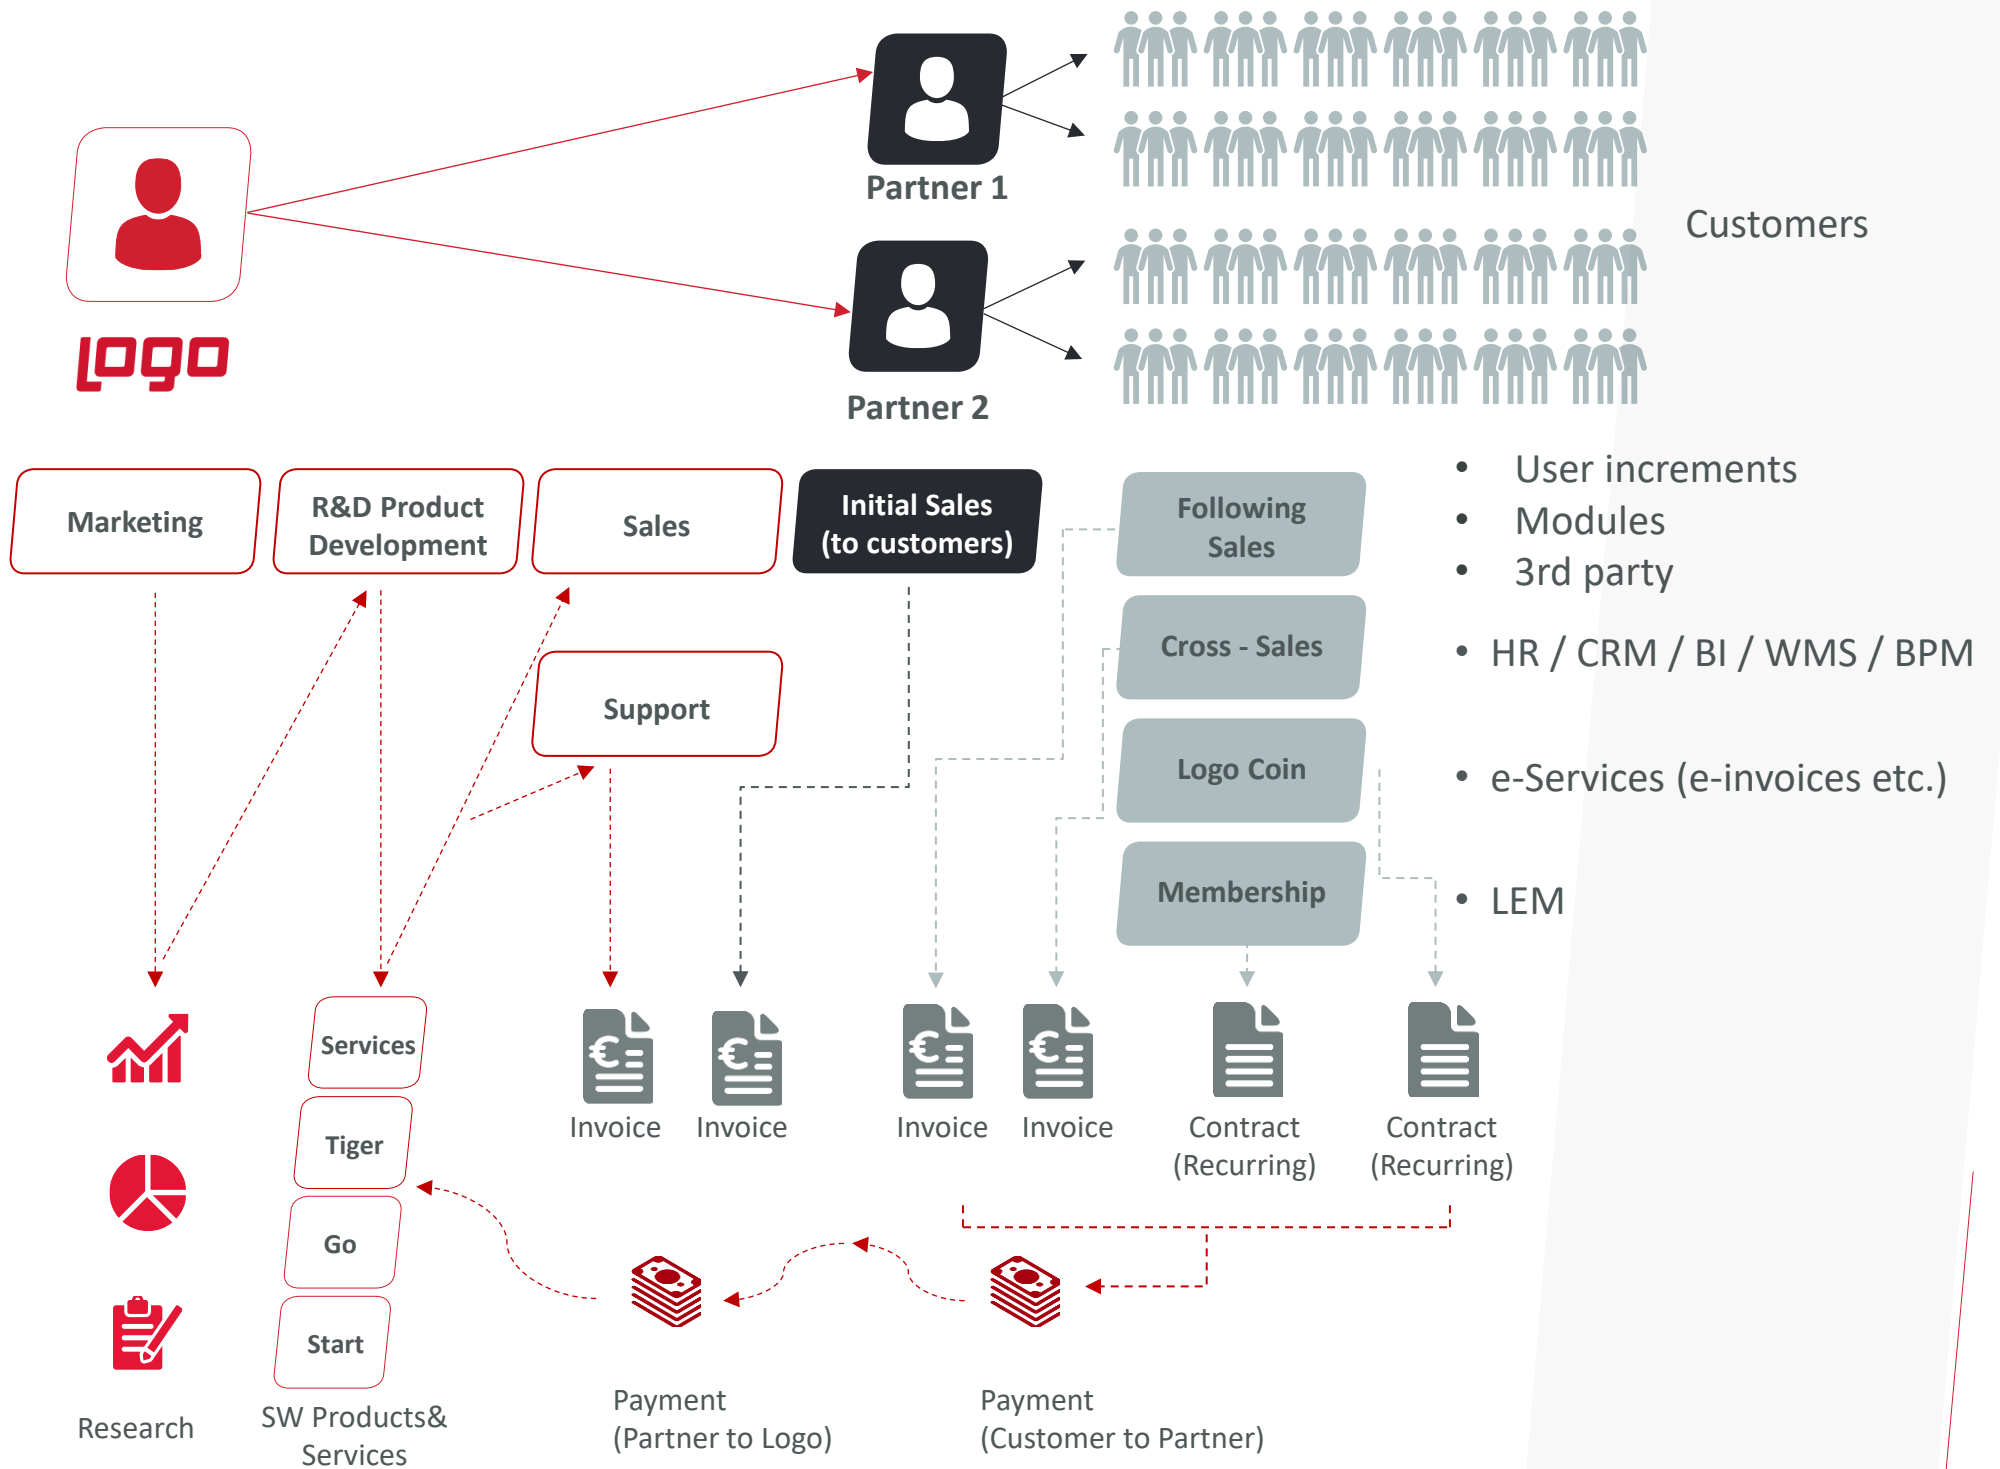 Partner 1
Customers
logo
Partner 2
Marketing
R&D Product
Development
Sales
Initial Sales
(to customers)
Following
Sales
• User increments
• Modules
• 3rd party
Support
Cross - Sales
• HR / CRM / BI / WMS / BPM
Logo Coin
• e-Services (e-invoices etc.)
Membership
• LEM
Services
Tiger
Go
Start
Invoice
Invoice
Invoice
Invoice
Contract
(Recurring)
Contract
(Recurring)
Research
SW Products&
Services
Payment
(Partner to Logo)
Payment
(Customer to Partner)